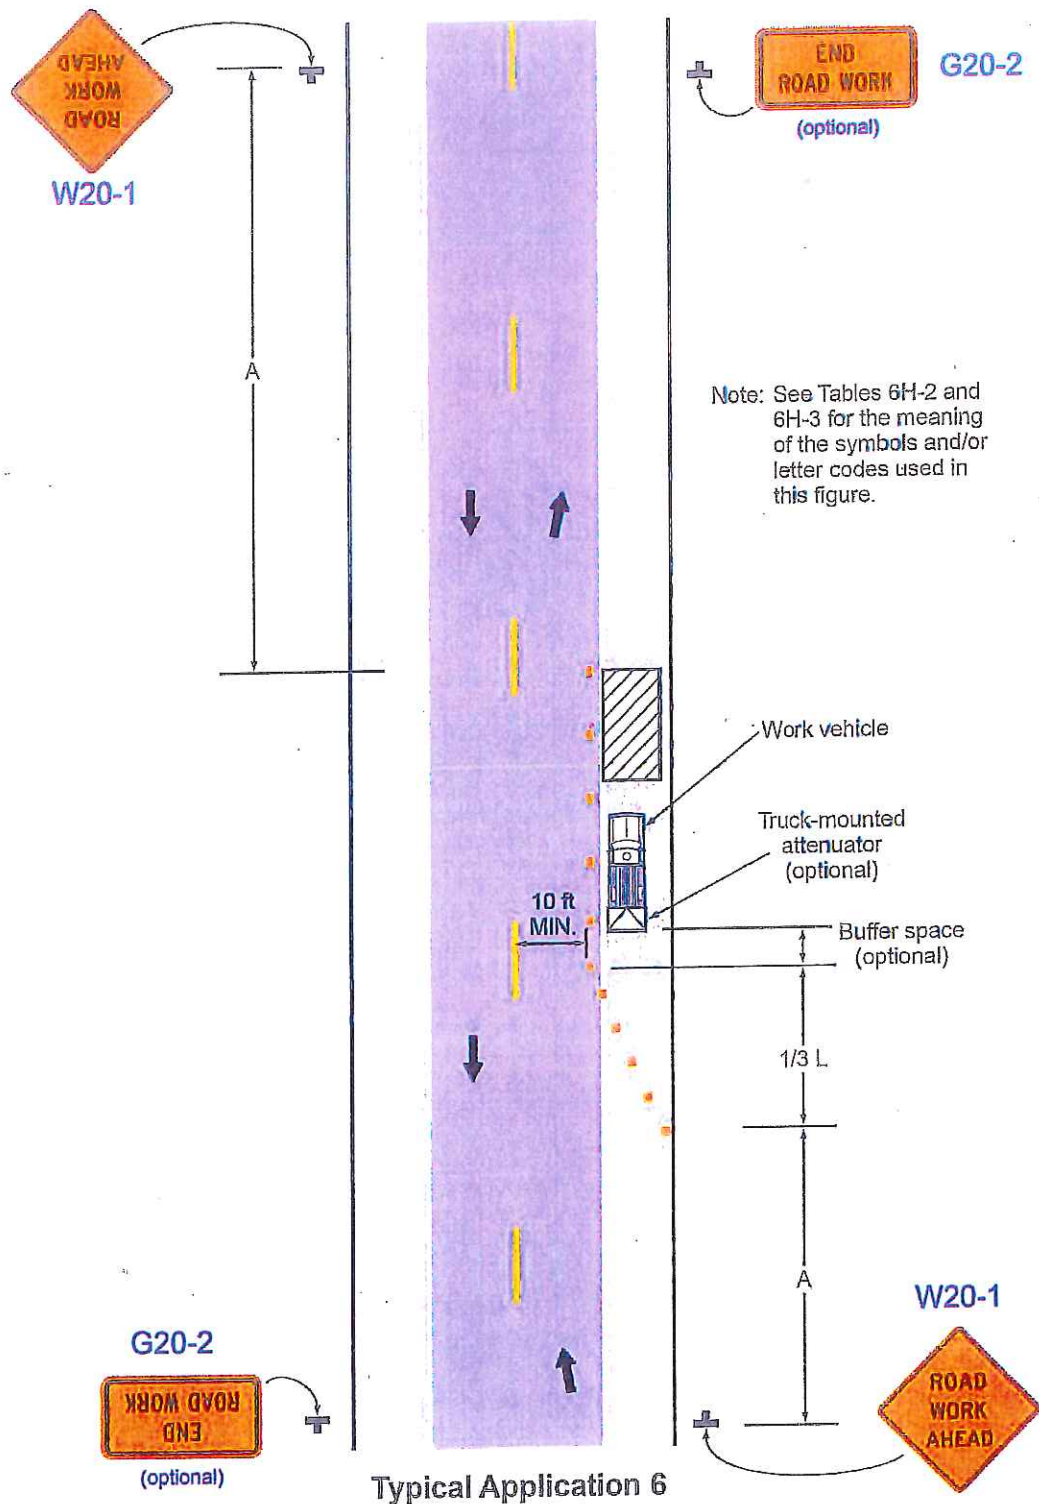 ROAD
WORK
AHEAD
W20-1
END
ROAD WORK
(optional)
G20-2
A
Note: See Tables 6H-2 and
6H-3 for the meaning
of the symbols and/or
letter codes used in
this figure.
Work vehicle
Truck-mounted
attenuator
(optional)
10 ft
MIN.
Buffer space
(optional)
1/3 L
A
W20-1
ROAD
WORK
AHEAD
G20-2
END
ROAD WORK
(optional)
Typical Application 6